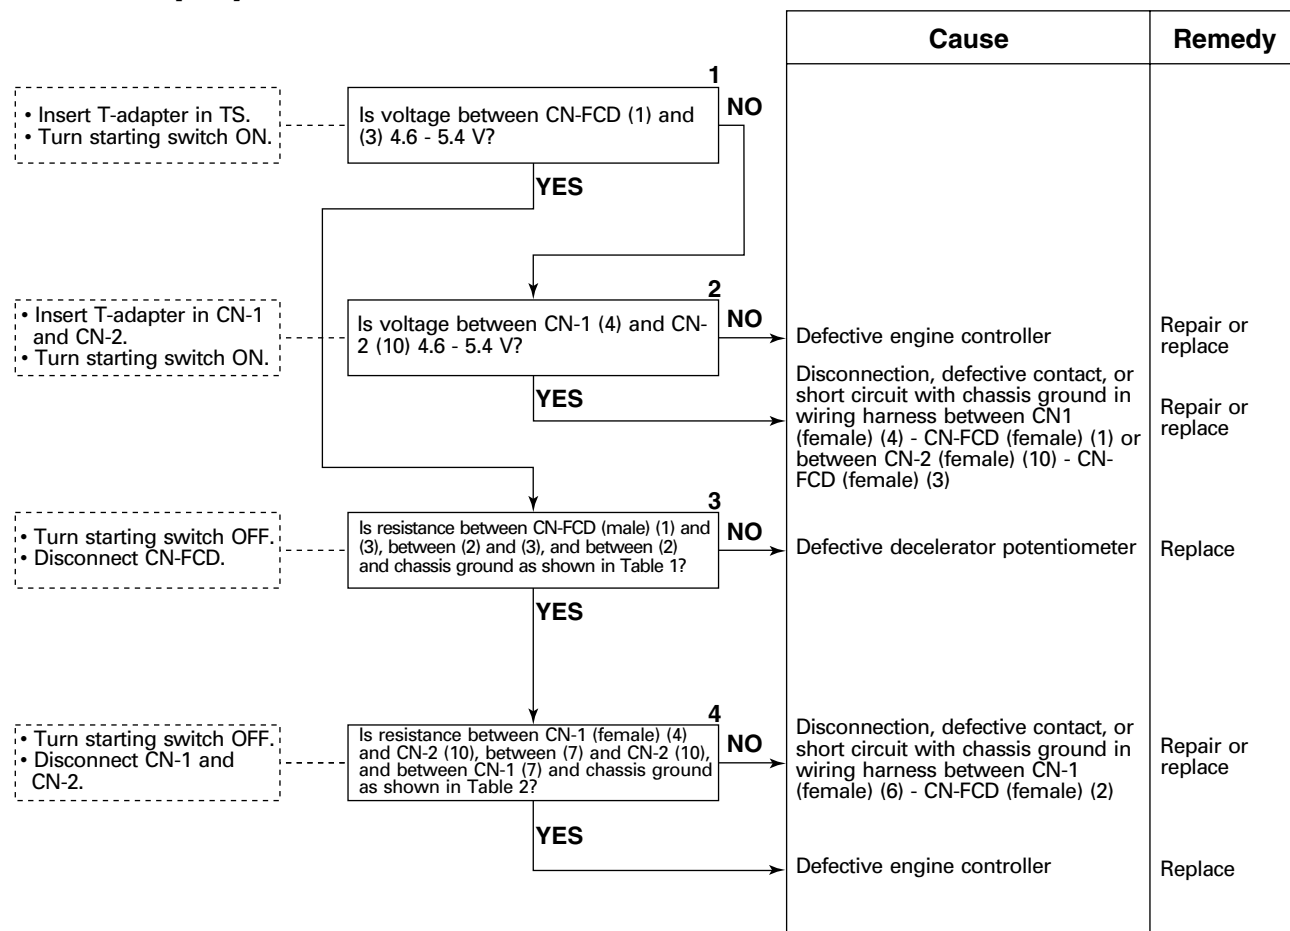 Cause
Remedy
1
• Insert T-adapter in TS.
• Turn starting switch ON.
Is voltage between CN-FCD (1) and
(3) 4.6 - 5.4 V?
NO
YES
2
• Insert T-adapter in CN-1
and CN-2.
• Turn starting switch ON.
Is voltage between CN-1 (4) and CN-
2 (10) 4.6 - 5.4 V?
NO
Defective engine controller
Repair or
replace
YES
Disconnection, defective contact, or
short circuit with chassis ground in
wiring harness between CN1
(female) (4) - CN-FCD (female) (1) or
between CN-2 (female) (10) - CN-
FCD (female) (3)
Repair or
replace
3
• Turn starting switch OFF.
• Disconnect CN-FCD.
Is resistance between CN-FCD (male) (1) and
(3), between (2) and (3), and between (2)
and chassis ground as shown in Table 1?
NO
Defective decelerator potentiometer
Replace
YES
4
• Turn starting switch OFF.
• Disconnect CN-1 and
CN-2.
Is resistance between CN-1 (female) (4)
and CN-2 (10), between (7) and CN-2 (10),
and between CN-1 (7) and chassis ground
as shown in Table 2?
NO
Disconnection, defective contact, or
short circuit with chassis ground in
wiring harness between CN-1
(female) (6) - CN-FCD (female) (2)
Repair or
replace
YES
Defective engine controller
Replace